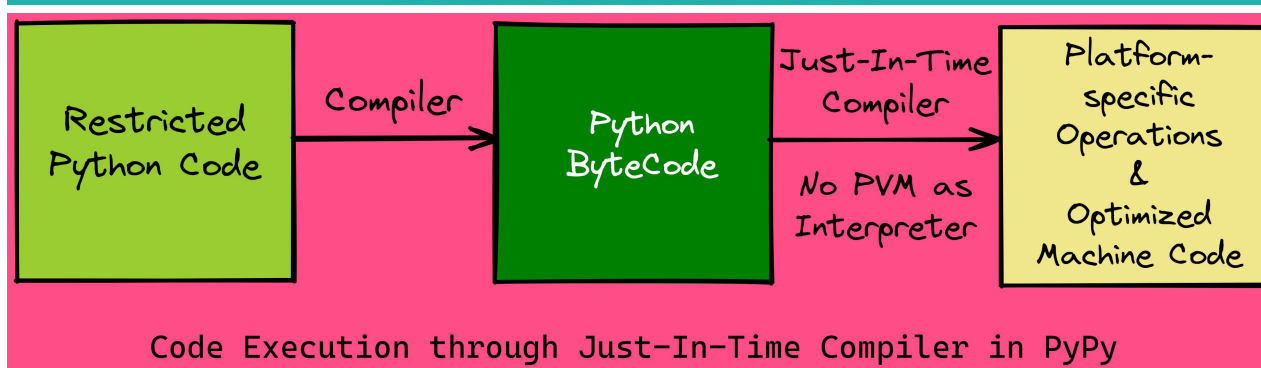 Restricted
Python Code
Compiler
Python
ByteCode
Just-In-Time
Compiler
No PVM as
Interpreter
Platform-
specific
Operations
&
Optimized
Machine Code
Code Execution through Just-In-Time Compiler in PyPy